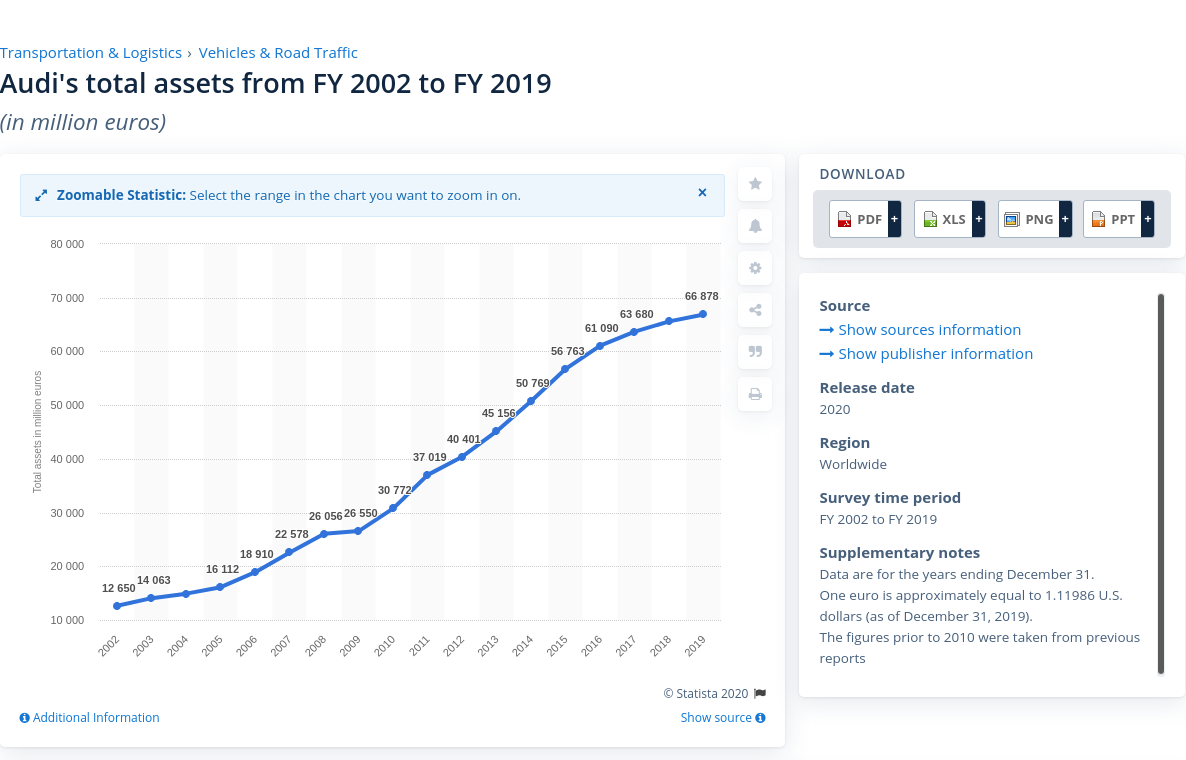 Transportation & Logistics › Vehicles & Road Traffic
Audi's total assets from FY 2002 to FY 2019
(in million euros)
Zoomable Statistic: Select the range in the chart you want to zoom in on.
×
80 000
70 000
60 000
50 000
40 000
30 000
20 000
10 000
Total assets in million euros
12 650
14 063
16 112
18 910
22 578
26 056
26 550
30 772
37 019
40 401
45 156
50 769
56 763
61 090
63 680
66 878
2002
2003
2004
2005
2006
2007
2008
2009
2010
2011
2012
2013
2014
2015
2016
2017
2018
2019
© Statista 2020
Additional Information
Show source
DOWNLOAD
PDF +
XLS +
PNG +
PPT +
Source
Show sources information
Show publisher information
Release date
2020
Region
Worldwide
Survey time period
FY 2002 to FY 2019
Supplementary notes
Data are for the years ending December 31.
One euro is approximately equal to 1.11986 U.S.
dollars (as of December 31, 2019).
The figures prior to 2010 were taken from previous
reports